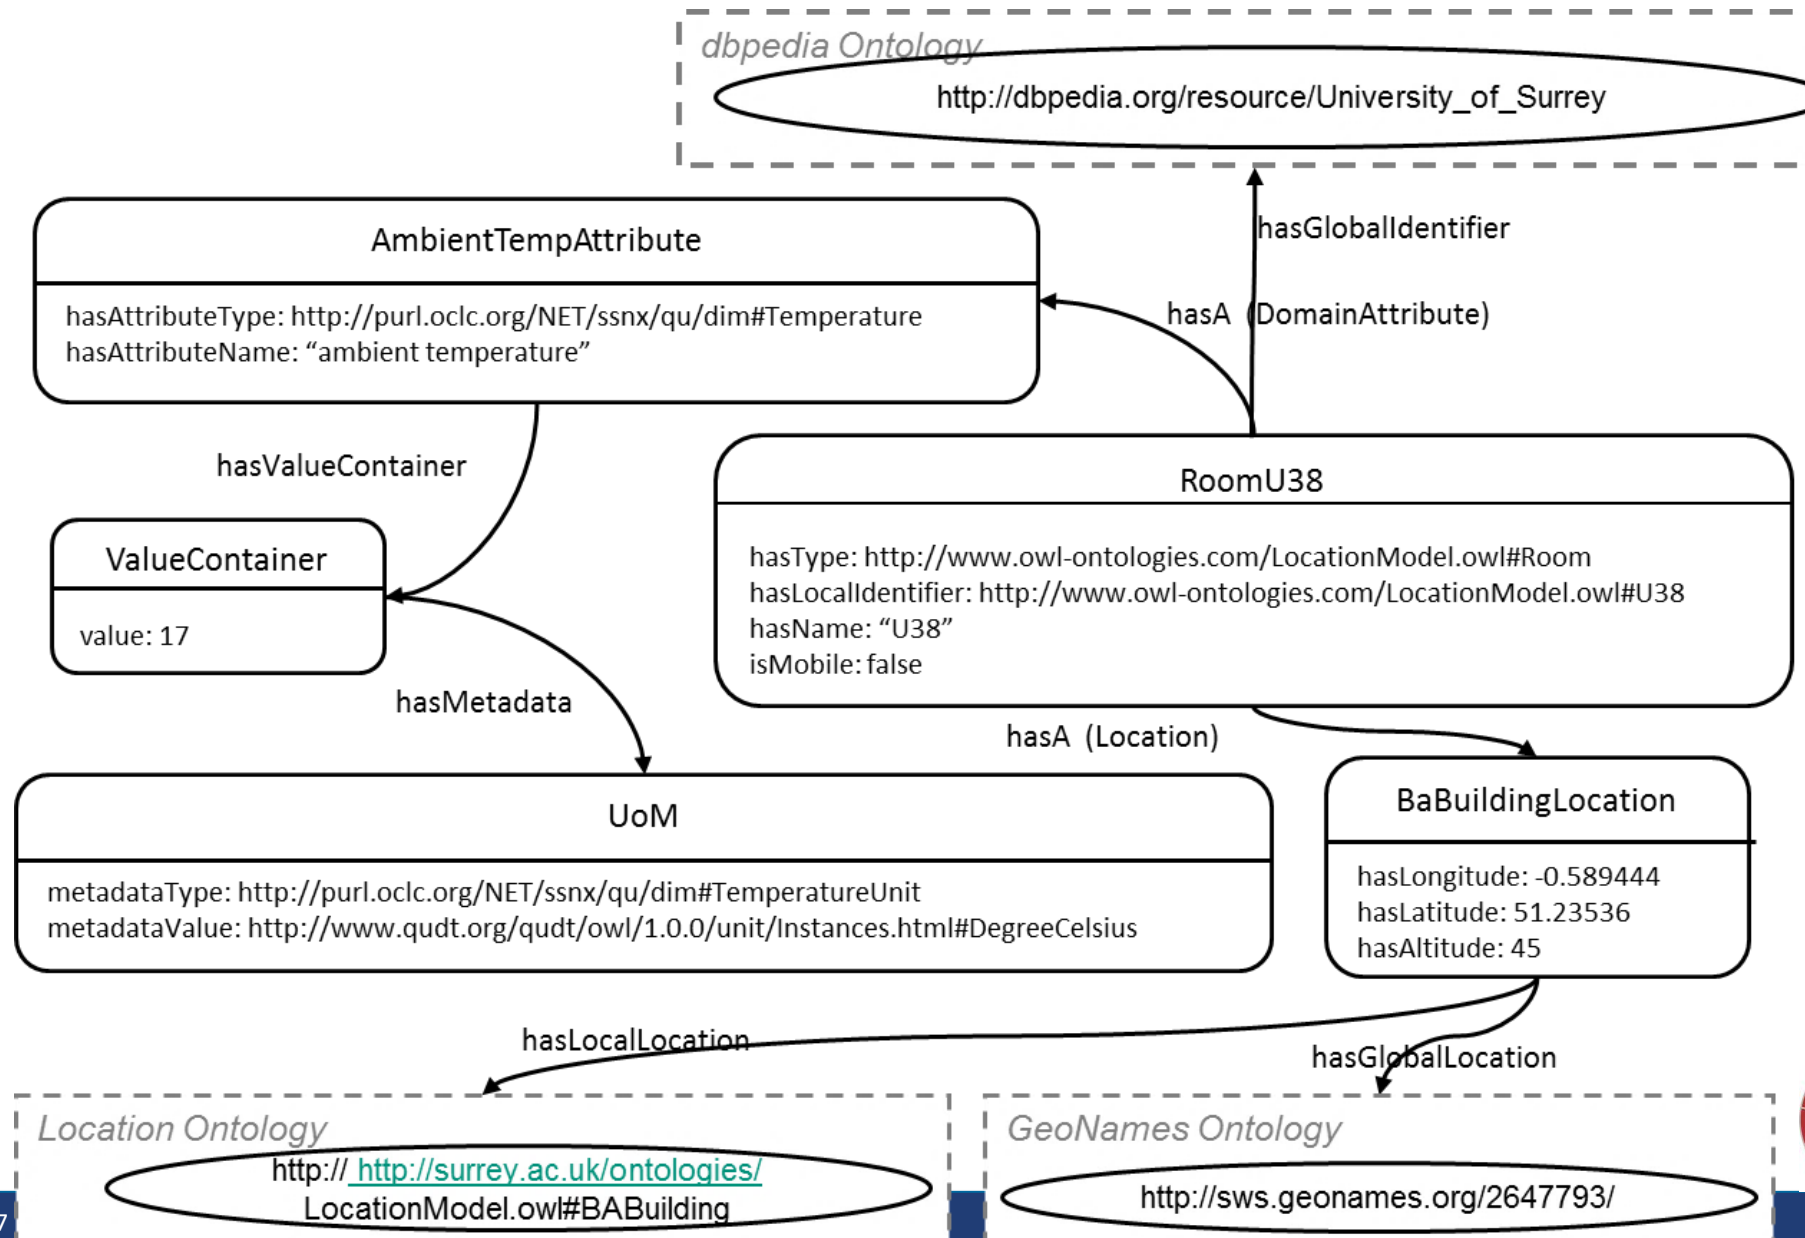 dbpedia Ontology
http://dbpedia.org/resource/University_of_Surrey
hasGlobalIdentifier
AmbientTempAttribute
hasAttributeType: http://purl.oclc.org/NET/ssnx/qu/dim#Temperature
hasAttributeName: “ambient temperature”
hasA (DomainAttribute)
hasValueContainer
RoomU38
hasType: http://www.owl-ontologies.com/LocationModel.owl#Room
hasLocalIdentifier: http://www.owl-ontologies.com/LocationModel.owl#U38
hasName: “U38”
isMobile: false
ValueContainer
value: 17
hasMetadata
hasA (Location)
UoM
metadataType: http://purl.oclc.org/NET/ssnx/qu/dim#TemperatureUnit
metadataValue: http://www.qudt.org/qudt/owl/1.0.0/unit/Instances.html#DegreeCelsius
BaBuildingLocation
hasLongitude: -0.589444
hasLatitude: 51.23536
hasAltitude: 45
hasLocalLocation
hasGlobalLocation
Location Ontology
http:// http://surrey.ac.uk/ontologies/
LocationModel.owl#BABuilding
GeoNames Ontology
http://sws.geonames.org/2647793/
7